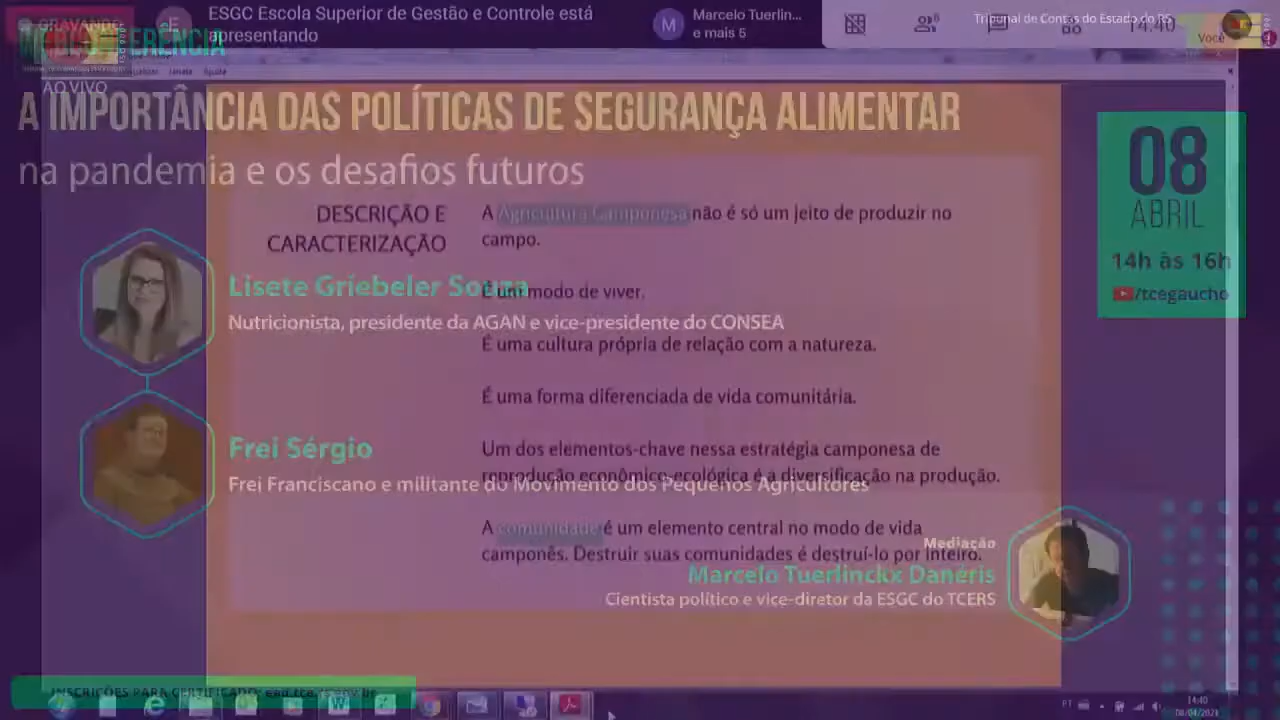 GRAVANDO
ESGC Escola Superior de Gestão e Controle está
apresentando
Marcelo Tuerlin...
e mais 5
Tribunal de Contas do Estado do RS
14:40
Você
AO VIVO
A IMPORTÂNCIA DAS POLÍTICAS DE SEGURANÇA ALIMENTAR
na pandemia e os desafios futuros
08
ABRIL
14h às 16h
/tcegaucho
DESCRIÇÃO E
CARACTERIZAÇÃO
A Agricultura Camponesa não é só um jeito de produzir no
campo.
É um modo de viver.
É uma cultura própria de relação com a natureza.
É uma forma diferenciada de vida comunitária.
Um dos elementos-chave nessa estratégia camponesa de
reprodução econômico-ecológica é a diversificação na produção.
A comunidade é um elemento central no modo de vida
camponês. Destruir suas comunidades é destruí-lo por inteiro.
Lisete Griebeler Souza
Nutricionista, presidente da AGAN e vice-presidente do CONSEA
Frei Sérgio
Frei Franciscano e militante do Movimento dos Pequenos Agricultores
Mediação
Marcelo Tuerlinckx Danéris
Cientista político e vice-diretor da ESGC do TCERS
INSCRIÇÕES PARA CERTIFICADO:
PT
14:40
08/04/2021